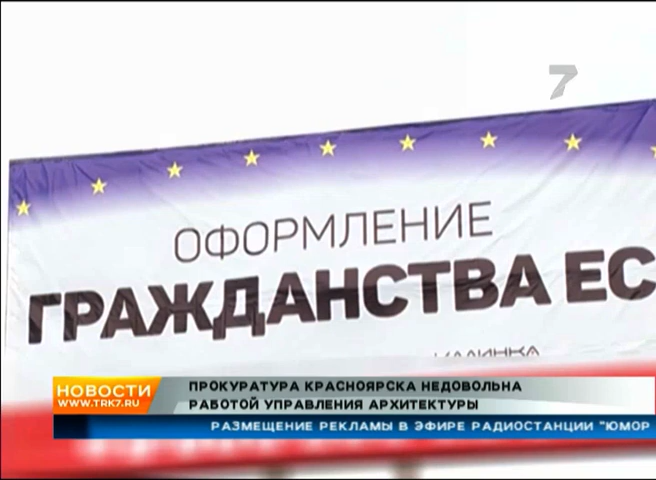 7
ОФОРМЛЕНИЕ
ГРАЖДАНСТВА ЕС
НОВОСТИ
WWW.TRK7.RU
ПРОКУРАТУРА КРАСНОЯРСКА НЕДОВОЛЬНА
РАБОТОЙ УПРАВЛЕНИЯ АРХИТЕКТУРЫ
РАЗМЕЩЕНИЕ РЕКЛАМЫ В ЭФИРЕ РАДИОСТАНЦИИ "ЮМОР